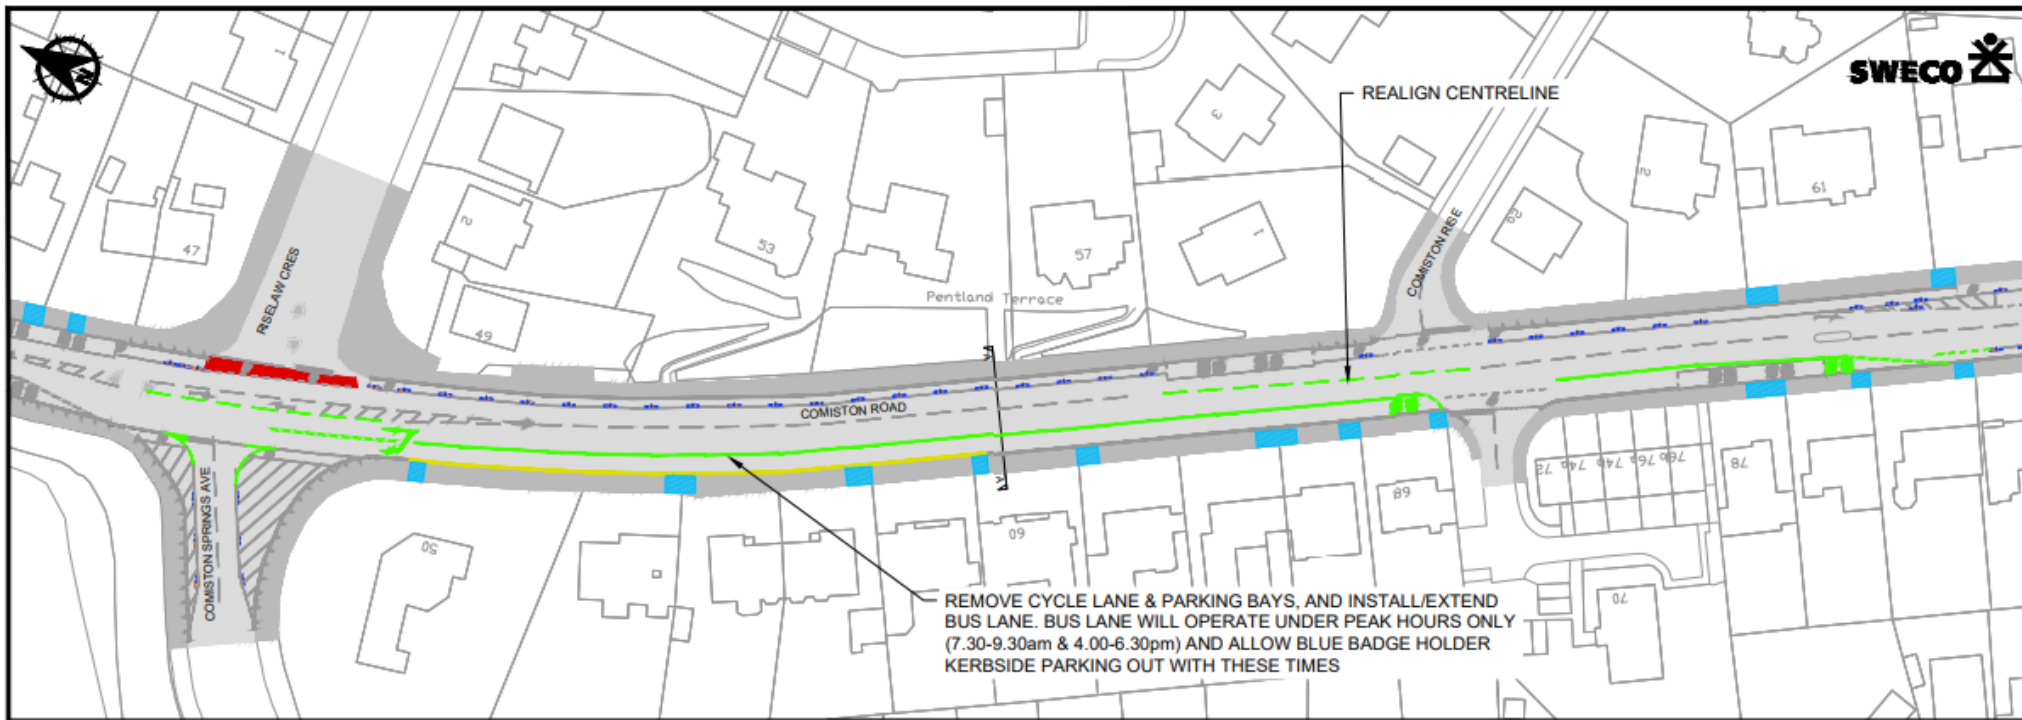 N
SWECO
REALIGN CENTRELINE
1
3
2
2
61
59
47
53
57
1
49
RISELAW CRES
COMISTON RISE
Pentland Terrace
COMISTON ROAD
A
A
COMISTON SPRINGS AVE
50
60
68
72
74a
74b
76a
76b
78
70
REMOVE CYCLE LANE & PARKING BAYS, AND INSTALL/EXTEND
BUS LANE. BUS LANE WILL OPERATE UNDER PEAK HOURS ONLY
(7.30-9.30am & 4.00-6.30pm) AND ALLOW BLUE BADGE HOLDER
KERBSIDE PARKING OUT WITH THESE TIMES